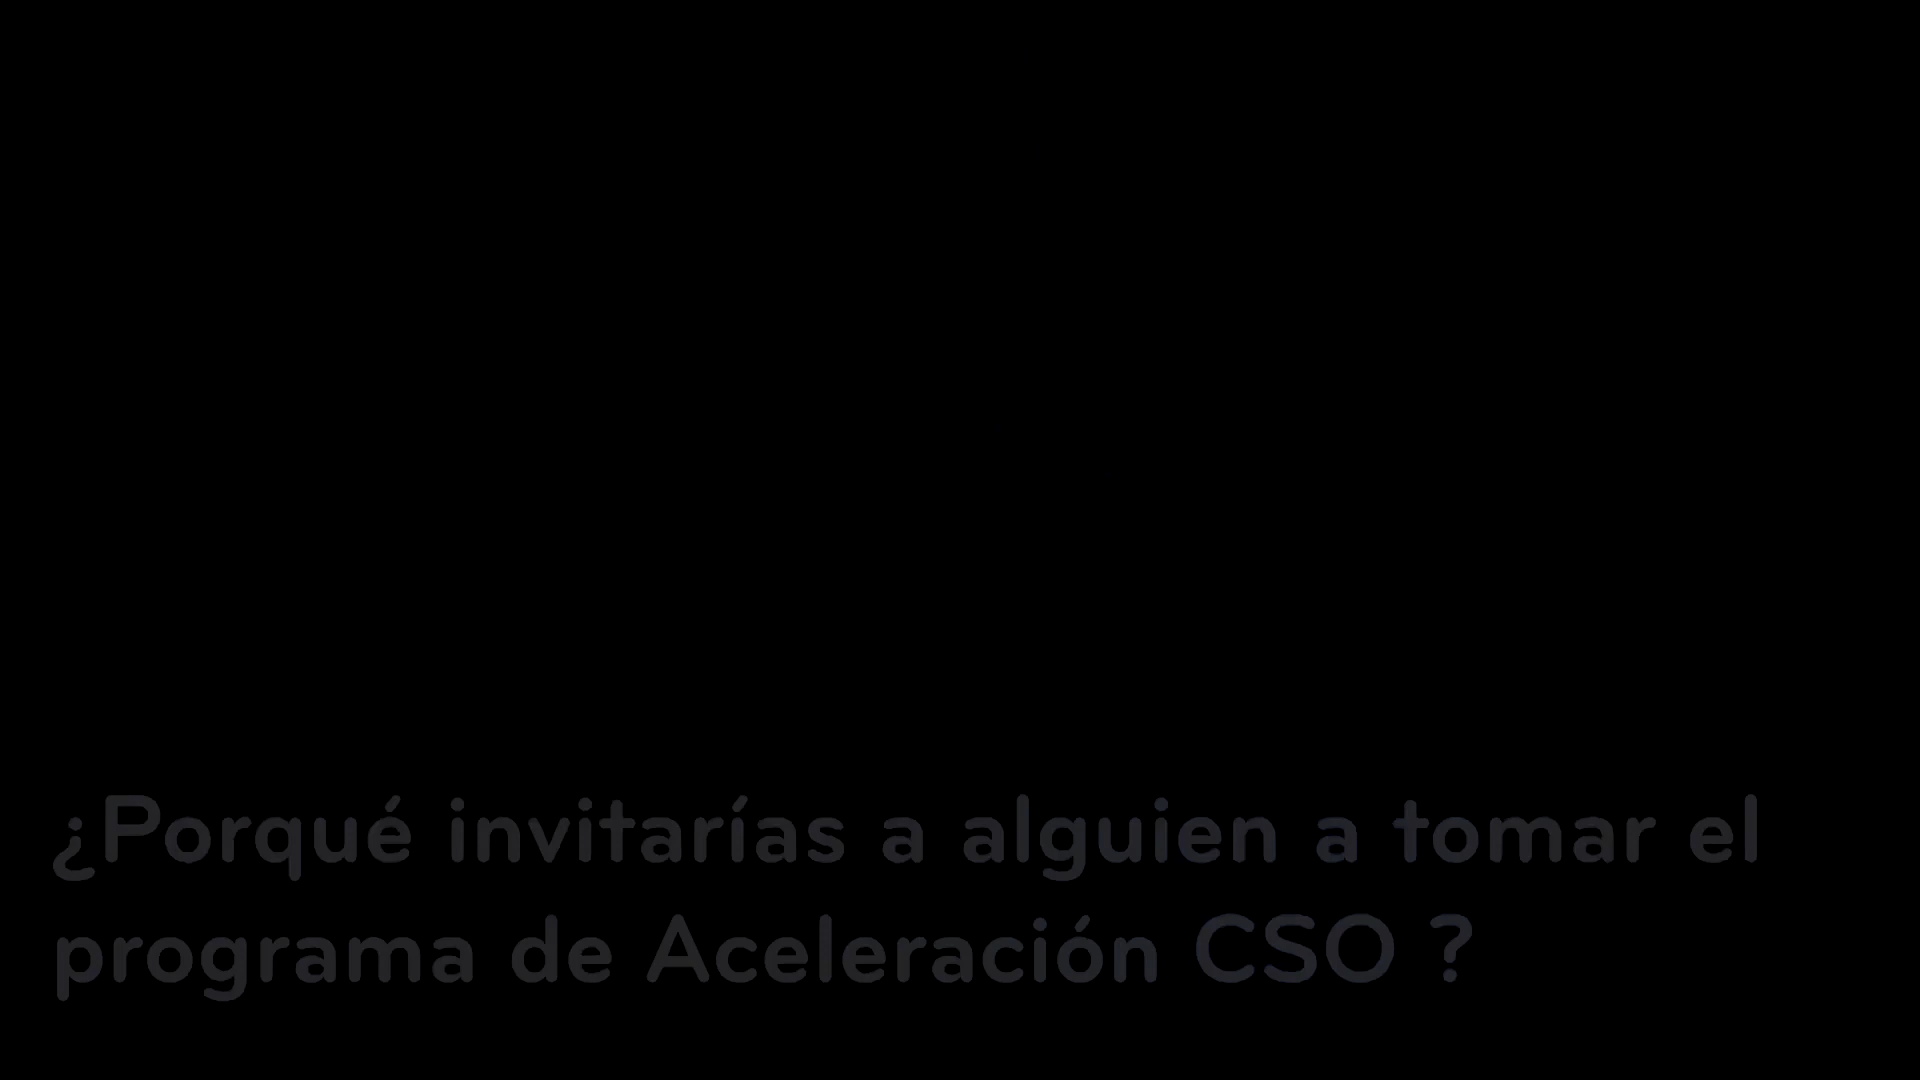 ¿Porqué invitarías a alguien a tomar el
programa de Aceleración CSO ?